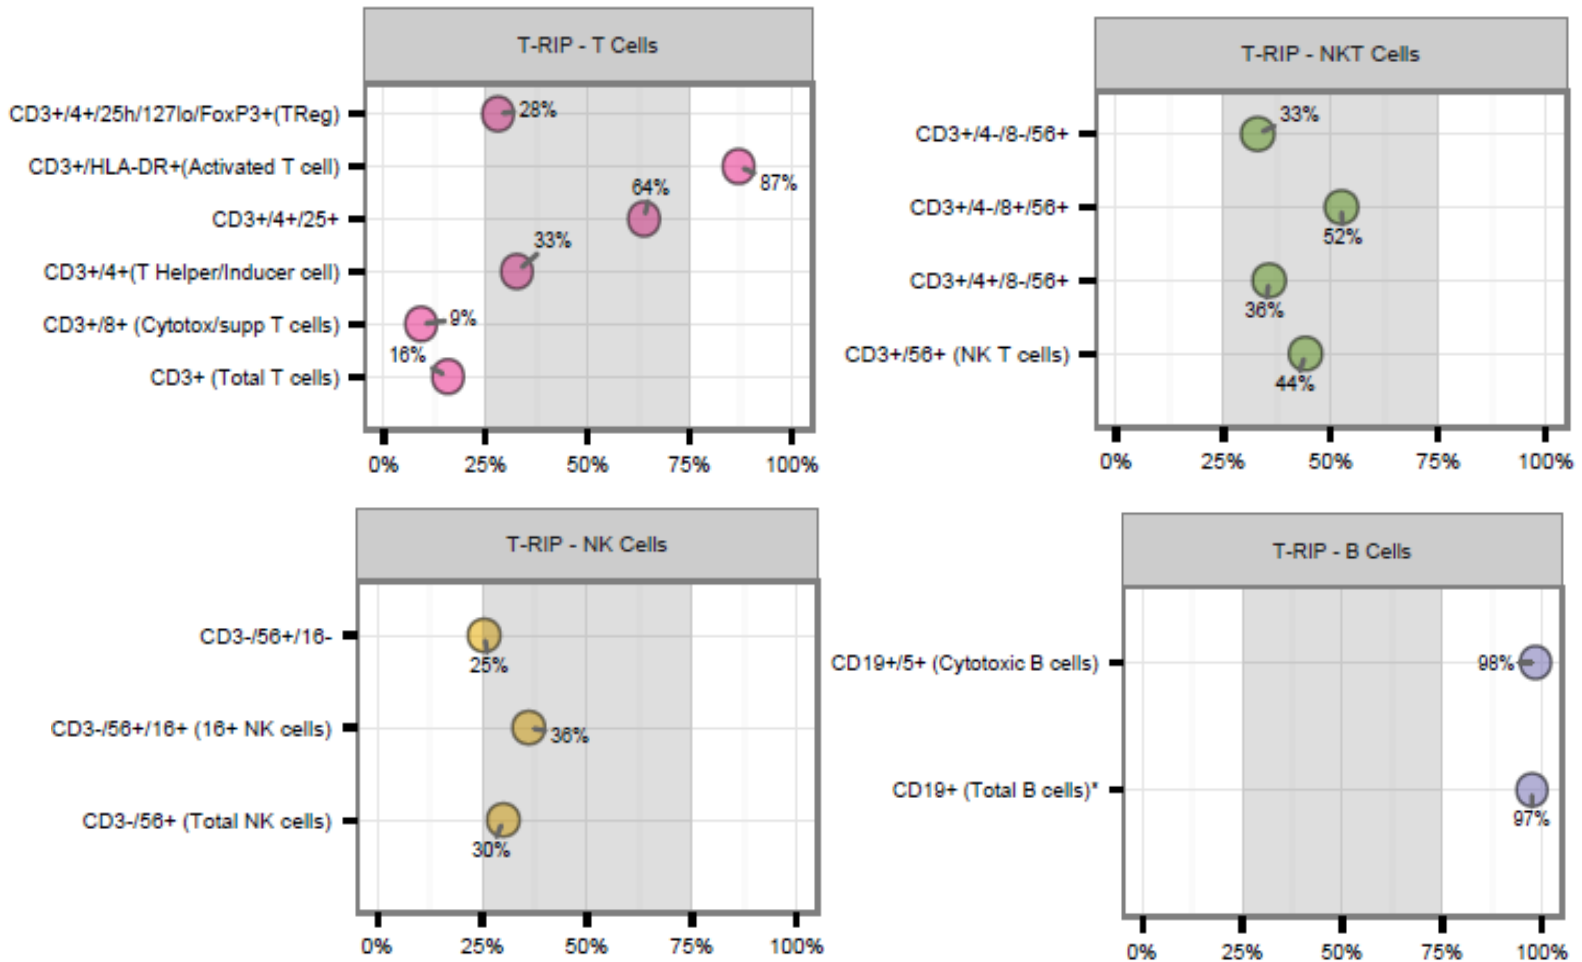 T-RIP - T Cells
CD3+/4+/25h/127lo/FoxP3+(TReg)
28%
CD3+/HLA-DR+(Activated T cell)
87%
64%
CD3+/4+/25+
33%
CD3+/4+(T Helper/Inducer cell)
CD3+/8+ (Cytotox/supp T cells)
9%
16%
CD3+ (Total T cells)
0% 25% 50% 75% 100%
T-RIP - NKT Cells
33%
CD3+/4-/8-/56+
CD3+/4-/8+/56+
52%
CD3+/4+/8-/56+
36%
CD3+/56+ (NK T cells)
44%
0% 25% 50% 75% 100%
T-RIP - NK Cells
CD3-/56+/16-
25%
CD3-/56+/16+ (16+ NK cells)
36%
CD3-/56+ (Total NK cells)
30%
0% 25% 50% 75% 100%
T-RIP - B Cells
CD19+/5+ (Cytotoxic B cells)
98%
CD19+ (Total B cells)*
97%
0% 25% 50% 75% 100%